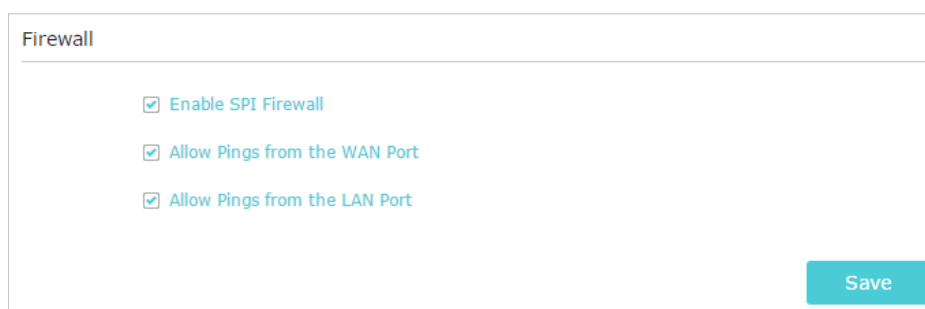 Firewall
Enable SPI Firewall
Allow Pings from the WAN Port
Allow Pings from the LAN Port
Save